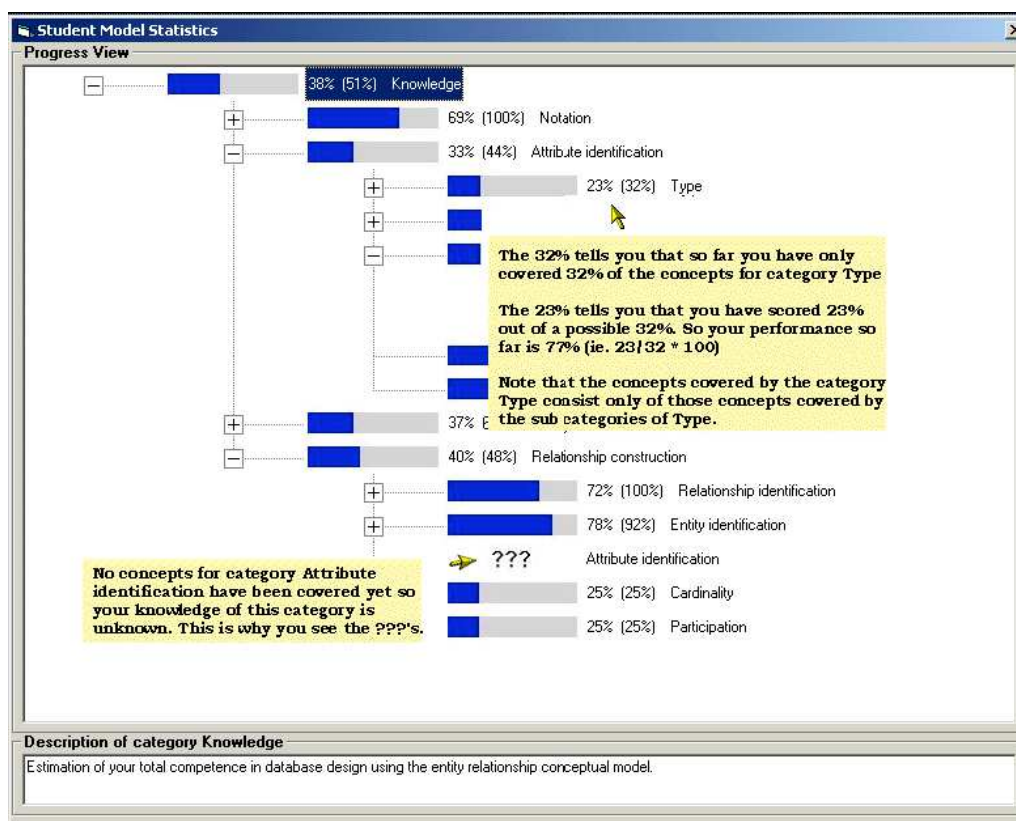 Student Model Statistics
Progress View
38% (51%) Knowledge
69% (100%) Notation
33% (44%) Attribute identification
23% (32%) Type
The 32% tells you that so far you have only
covered 32% of the concepts for category Type
The 23% tells you that you have scored 23%
out of a possible 32%. So your performance so
far is 77% (ie. 23/32 * 100)
Note that the concepts covered by the category
Type consist only of those concepts covered by
the sub categories of Type.
37%
40% (48%) Relationship construction
72% (100%) Relationship identification
78% (92%) Entity identification
??? Attribute identification
No concepts for category Attribute
identification have been covered yet so
your knowledge of this category is
unknown. This is why you see the ???'s.
25% (25%) Cardinality
25% (25%) Participation
Description of category Knowledge
Estimation of your total competence in database design using the entity relationship conceptual model.